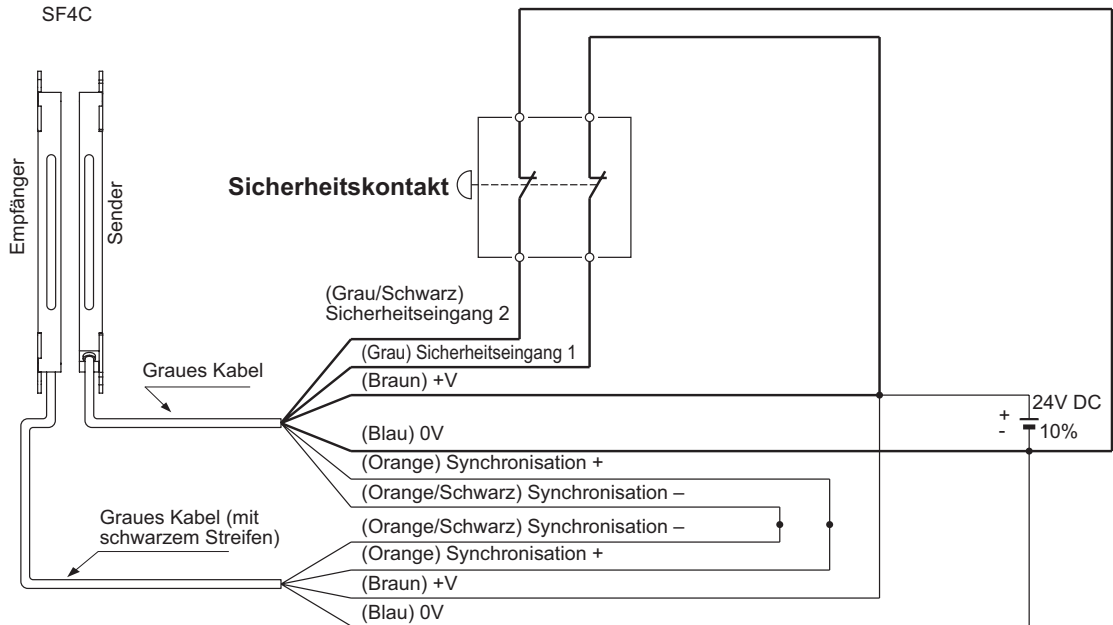 SF4C
Empfänger
Sender
Sicherheitskontakt
(Grau/Schwarz)
Sicherheitseingang 2
(Grau) Sicherheitseingang 1
Graues Kabel
(Braun) +V
24V DC
+
-
10%
(Blau) 0V
(Orange) Synchronisation +
(Orange/Schwarz) Synchronisation –
Graues Kabel (mit
schwarzem Streifen)
(Orange/Schwarz) Synchronisation –
(Orange) Synchronisation +
(Braun) +V
(Blau) 0V